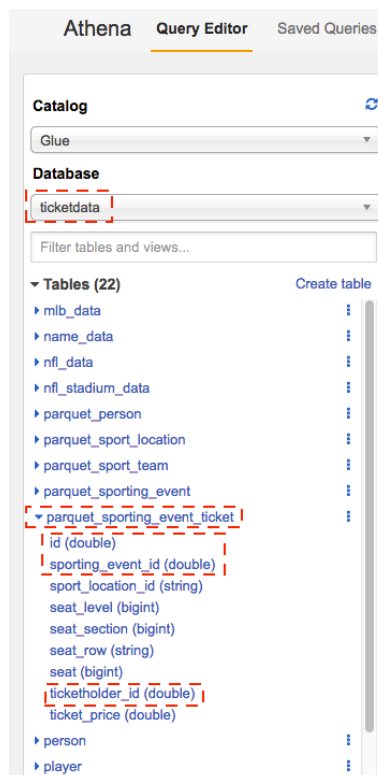 Athena Query Editor Saved Queries
Catalog
Glue
Database
ticketdata
Filter tables and views...
Tables (22) Create table
mlb_data
name_data
nfl_data
nfl_stadium_data
parquet_person
parquet_sport_location
parquet_sport_team
parquet_sporting_event
parquet_sporting_event_ticket
id (double)
sporting_event_id (double)
sport_location_id (string)
seat_level (bigint)
seat_section (bigint)
seat_row (string)
seat (bigint)
ticketholder_id (double)
ticket_price (double)
person
player